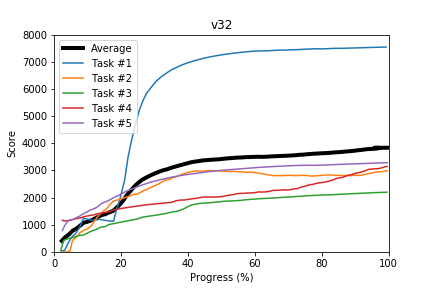 v32
8000
7000
6000
5000
4000
3000
2000
1000
0
Score
Average
Task #1
Task #2
Task #3
Task #4
Task #5
0 20 40 60 80 100
Progress (%)